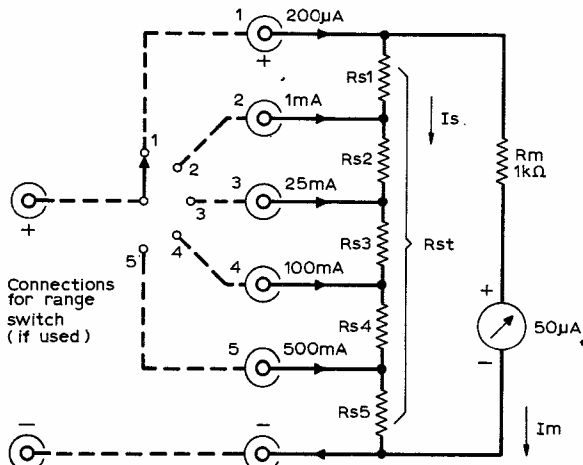 1
200µA
+
Rs1
2
1mA
Is
Rs2
Rm
1kΩ
1
2
3
3
25mA
+
4
5
Rs3
Rst
4
100mA
Connections
for range
switch
(if used)
Rs4
+
50µA
−
5
500mA
Rs5
Im
−
−